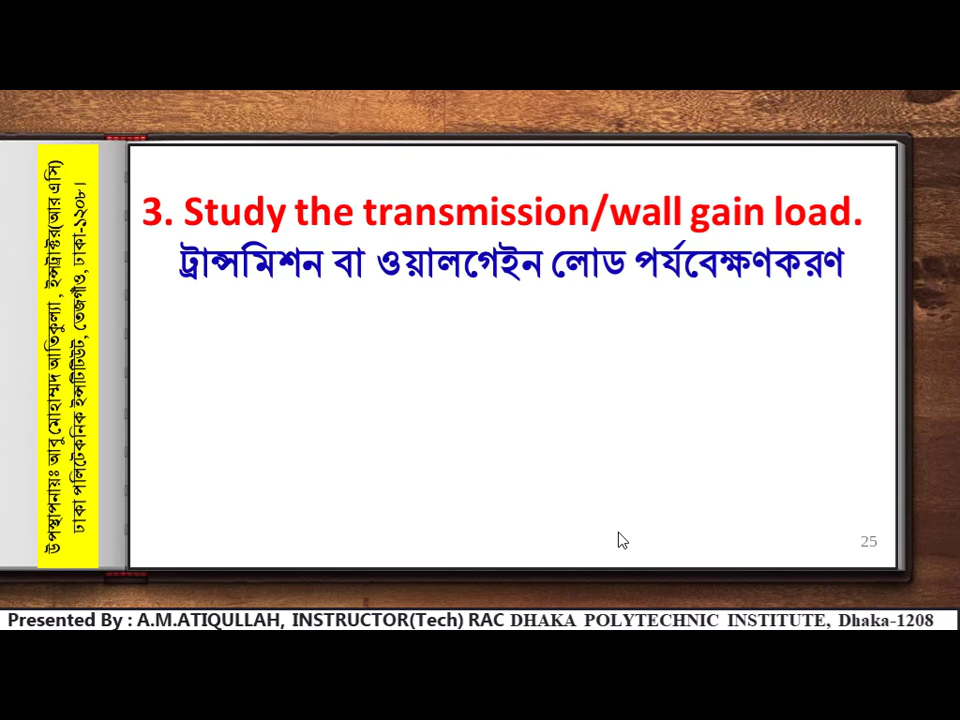 উপস্থাপনায়ঃ আবু মোহাম্মদ আতিকুল্যা , ইন্সট্রাক্টর(আর এসি)
ঢাকা পলিটেকনিক ইন্সটিটিউট, তেজগাঁও, ঢাকা-১২০৮।
3. Study the transmission/wall gain load.
ট্রান্সমিশন বা ওয়ালগেইন লোড পর্যবেক্ষণকরণ
25
Presented By : A.M.ATIQULLAH, INSTRUCTOR(Tech) RAC DHAKA POLYTECHNIC INSTITUTE, Dhaka-1208